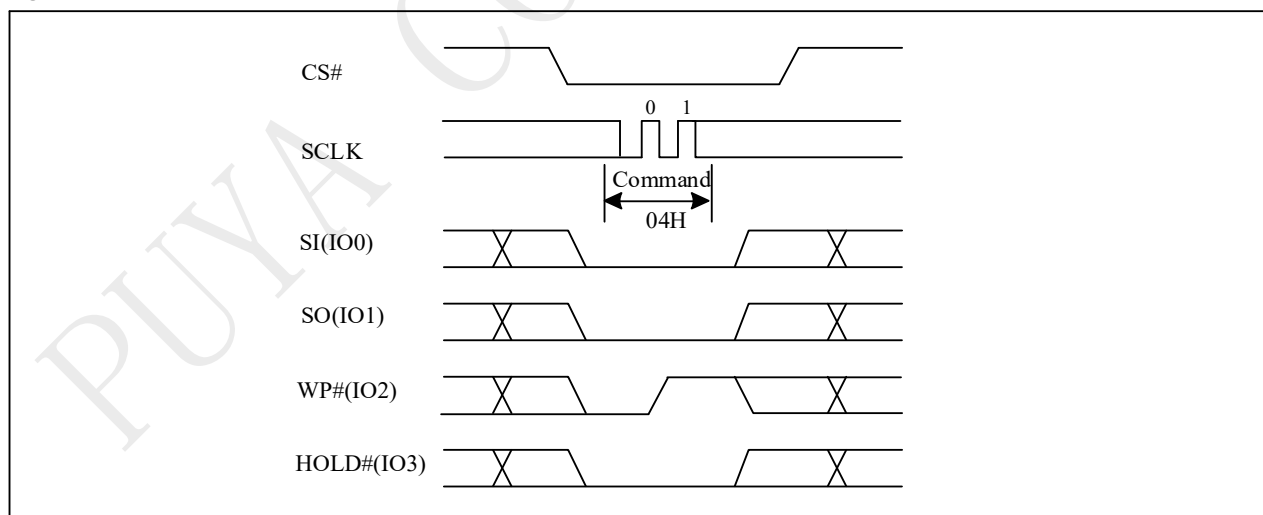 CS#
0 1
SCLK
Command
04H
SI(IO0)
SO(IO1)
WP#(IO2)
HOLD#(IO3)
PUYA